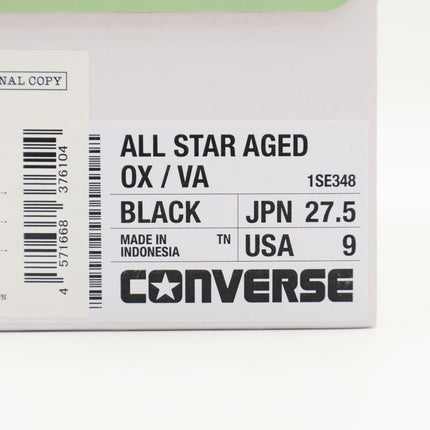 NAL COPY
4 571668 376104
ALL STAR AGED
OX / VA 1SE348
BLACK JPN 27.5
MADE IN INDONESIA TN USA 9
CONVERSE